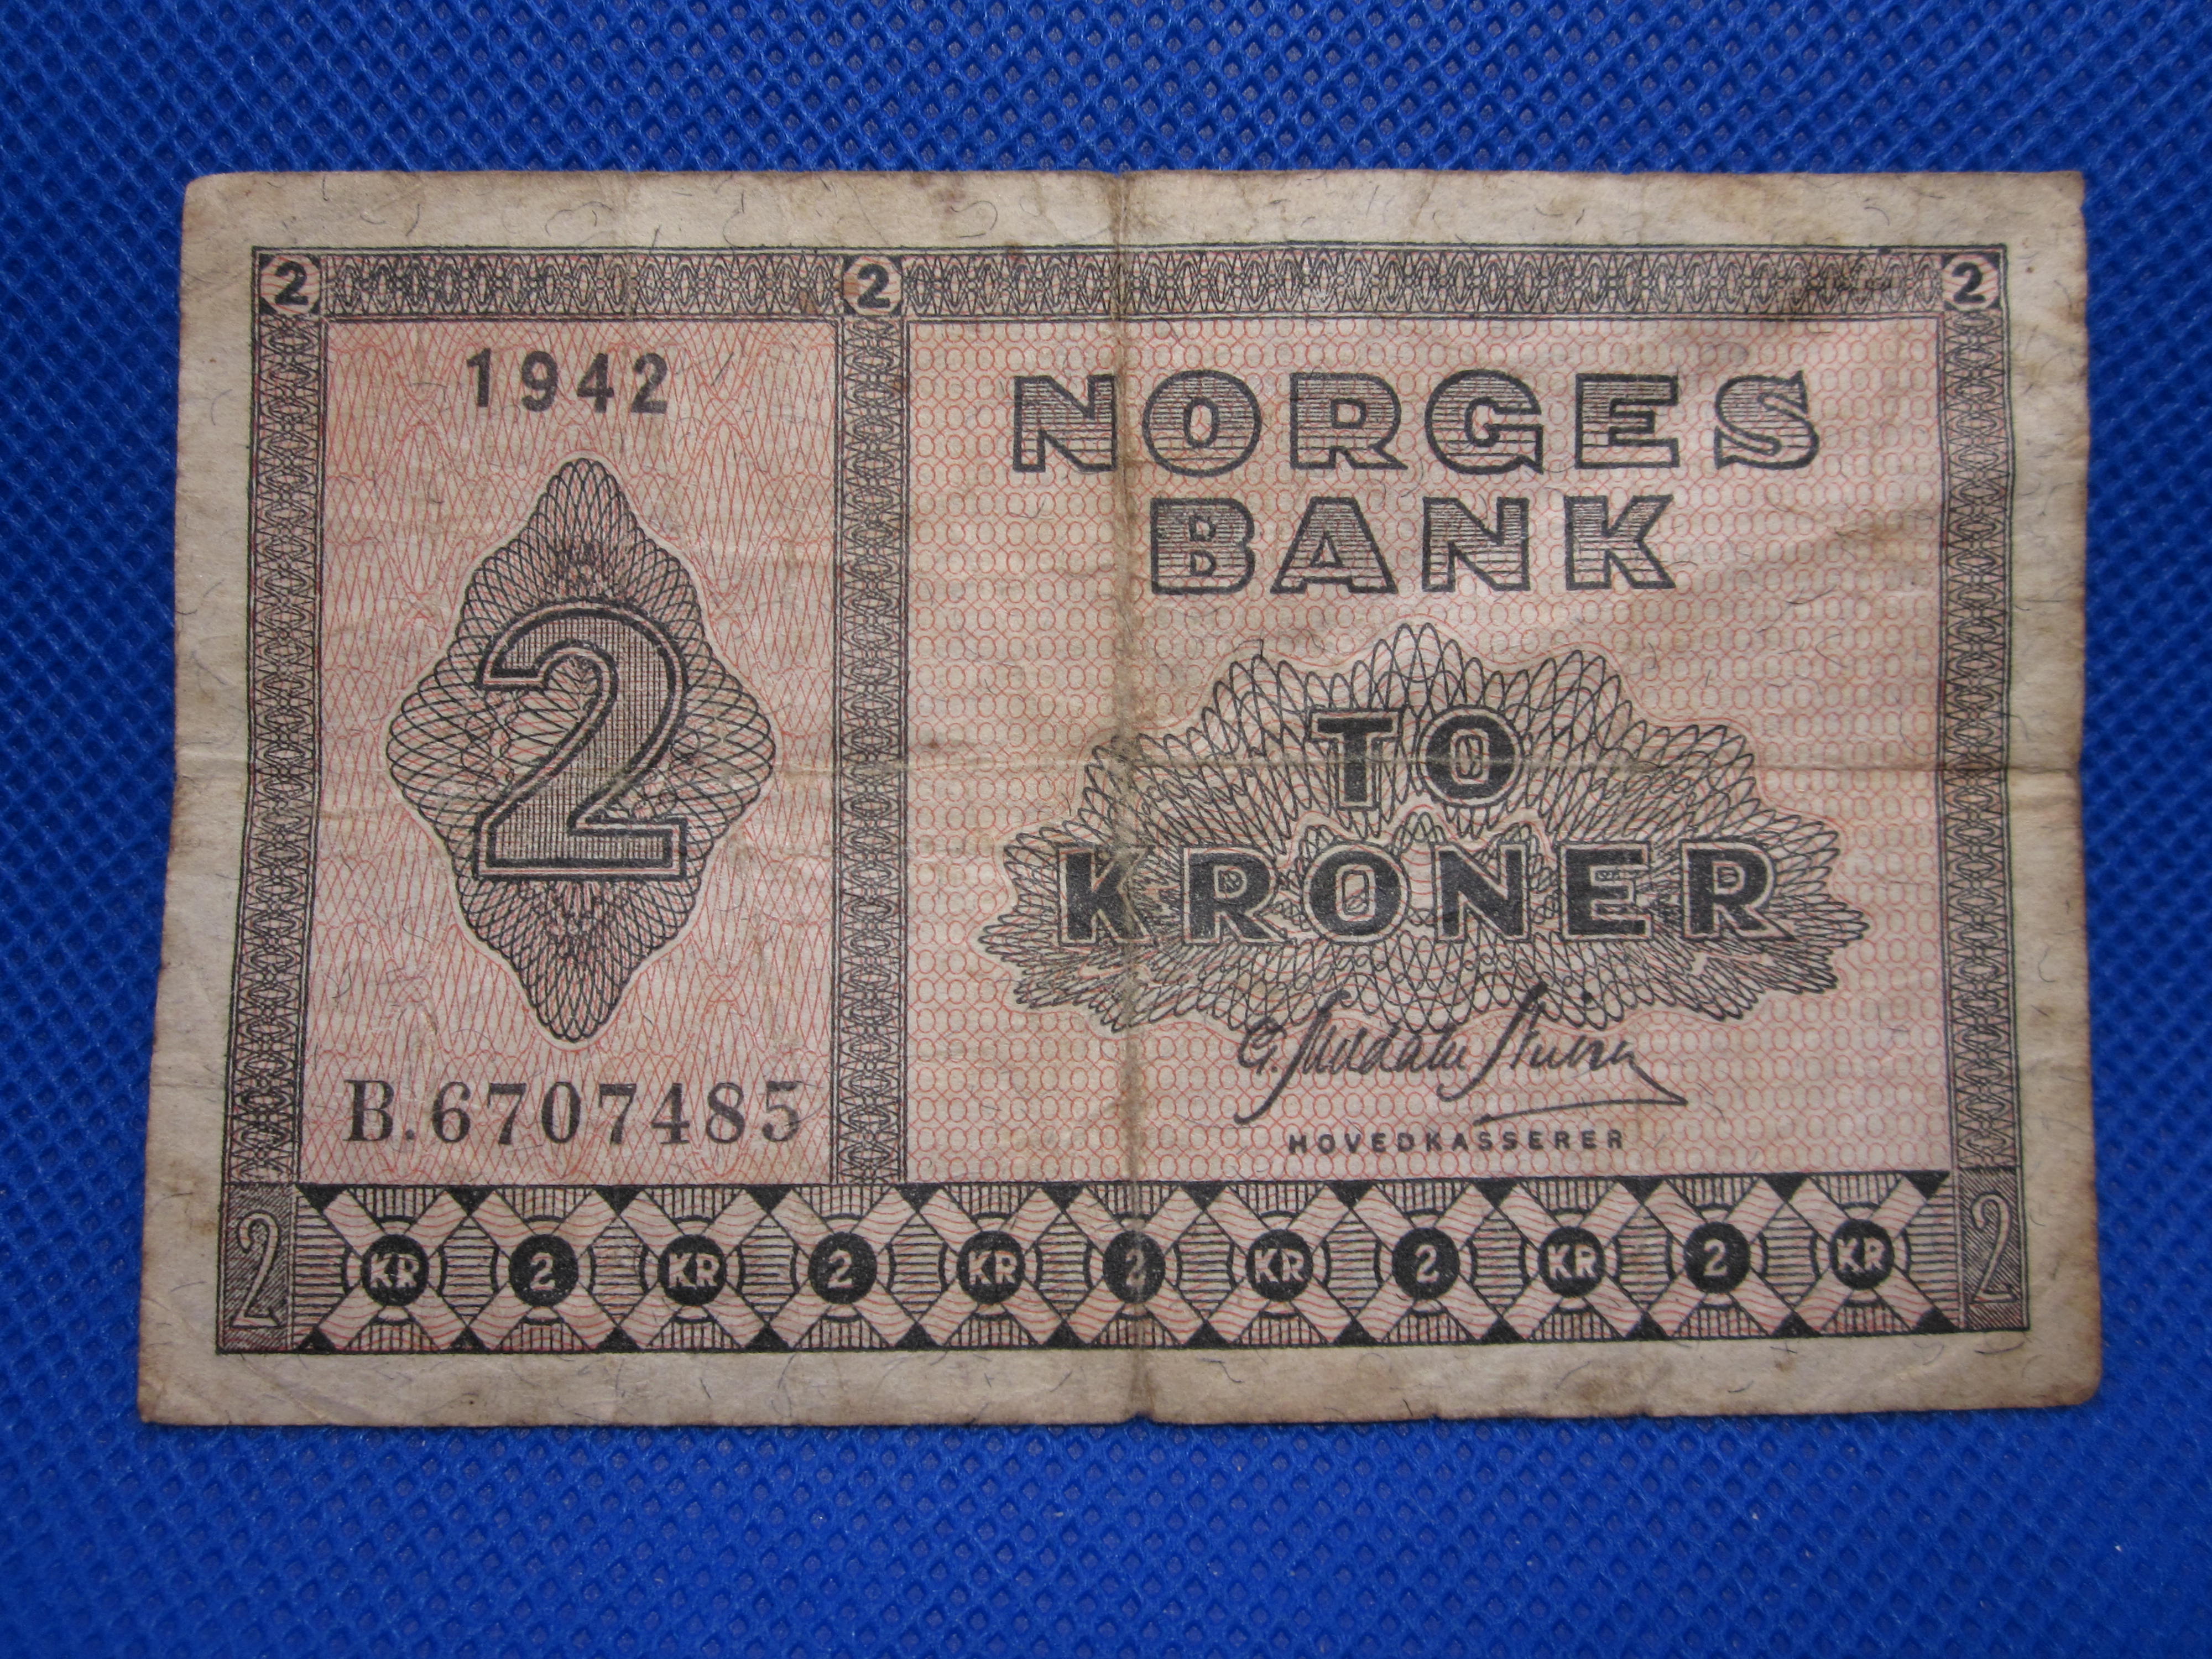 2 2 2
1942
NORGES
BANK
2
TO
KRONER
B.6707485
HOVEDKASSERER
2 KR 2 KR 2 KR 2 KR 2 KR 2 KR 2